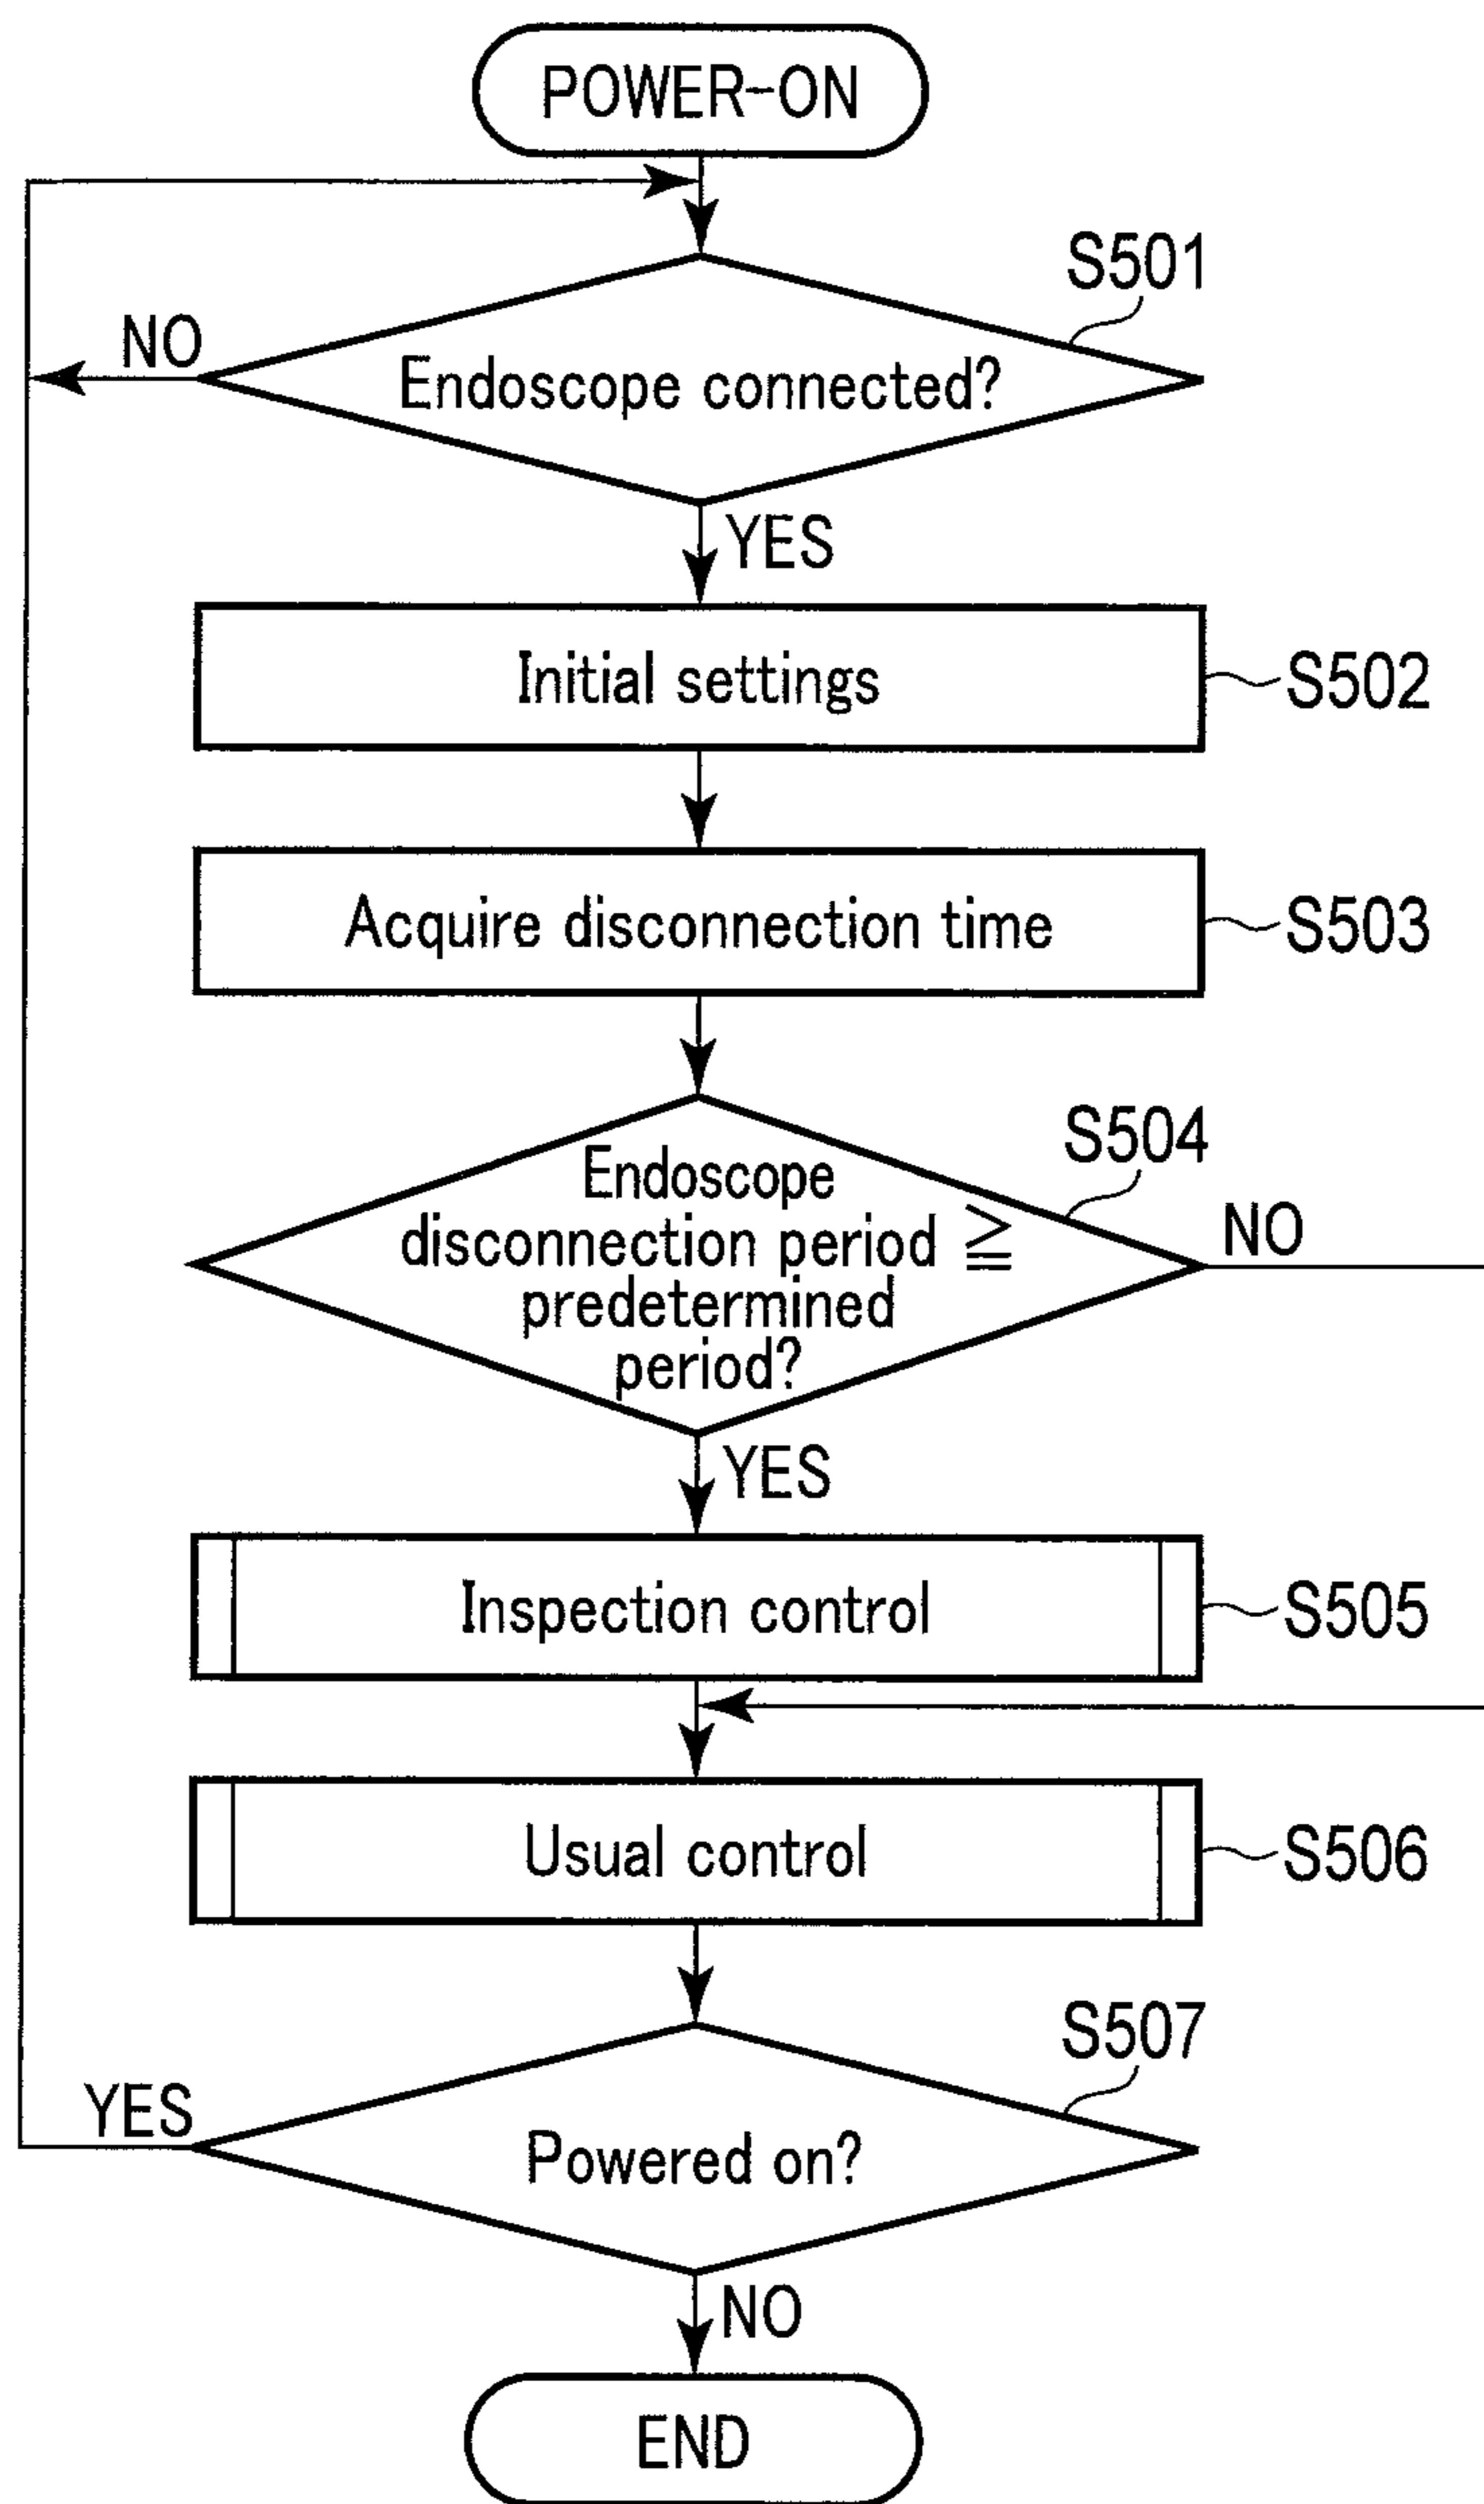 POWER-ON
S501
NO
Endoscope connected?
YES
Initial settings
S502
Acquire disconnection time
S503
S504
Endoscope
disconnection period ≧
predetermined
period?
NO
YES
Inspection control
S505
Usual control
S506
S507
YES
Powered on?
NO
END